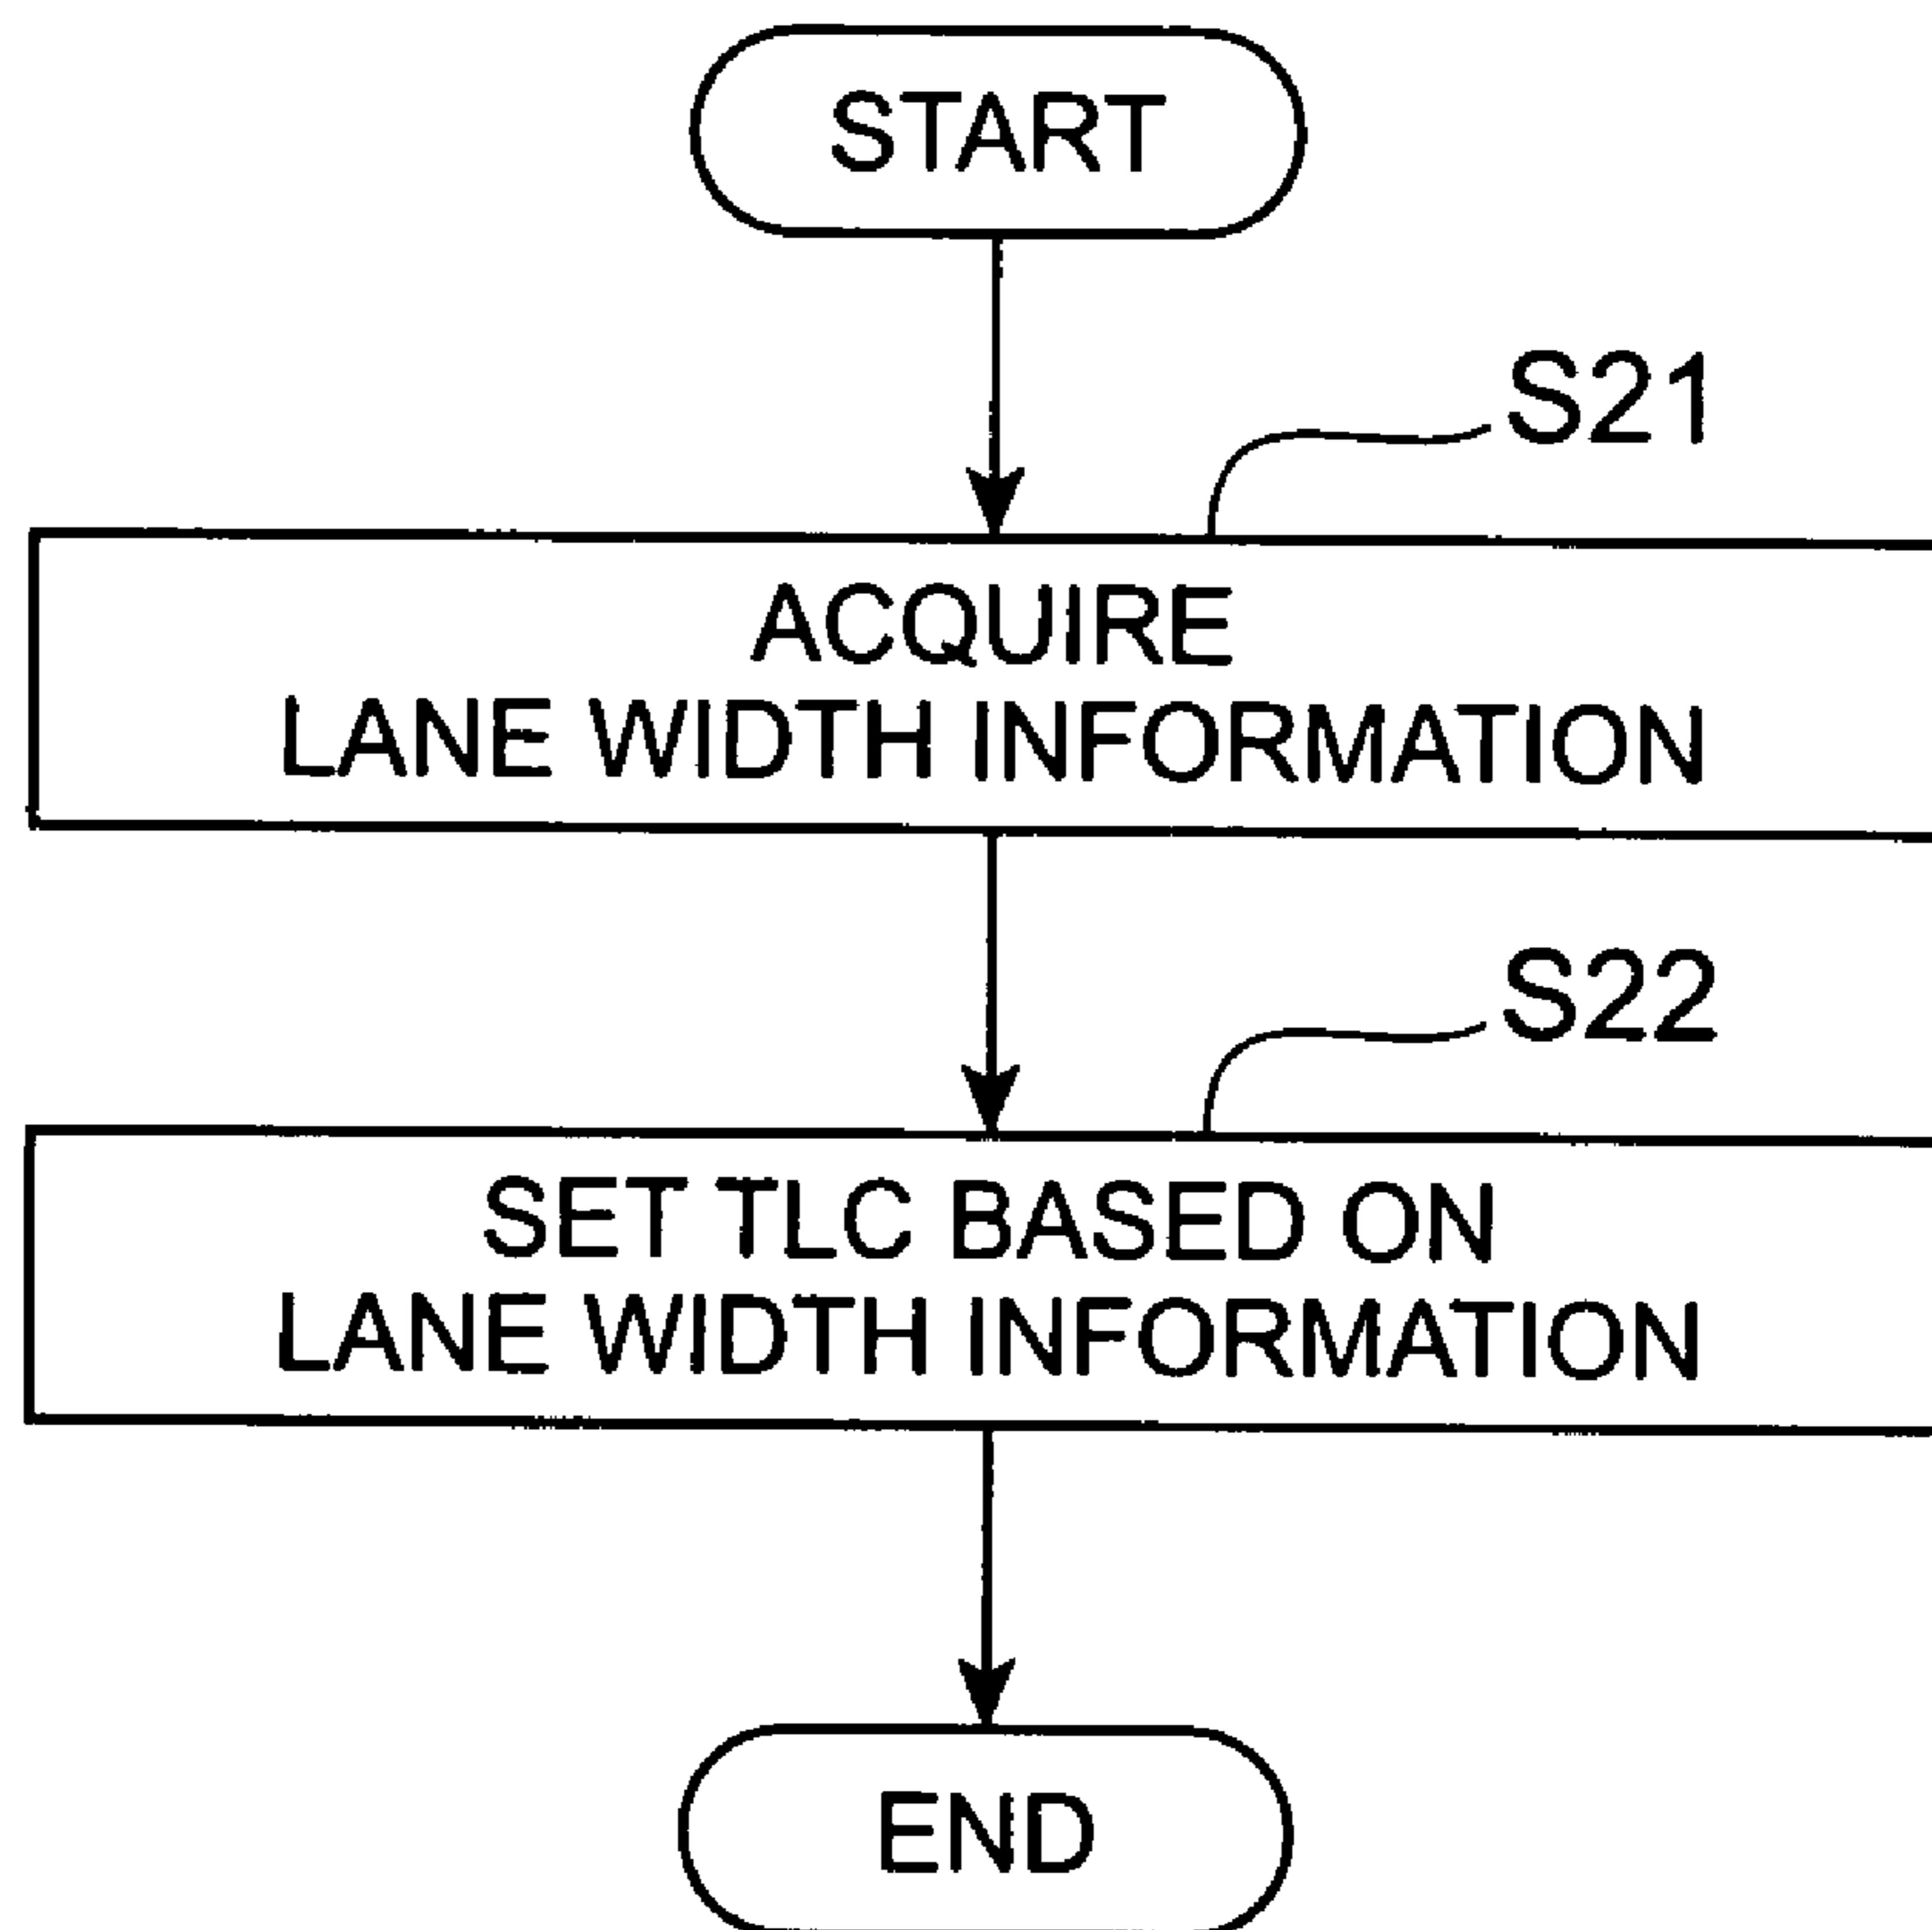 START
S21
ACQUIRE
LANE WIDTH INFORMATION
S22
SET TLC BASED ON
LANE WIDTH INFORMATION
END